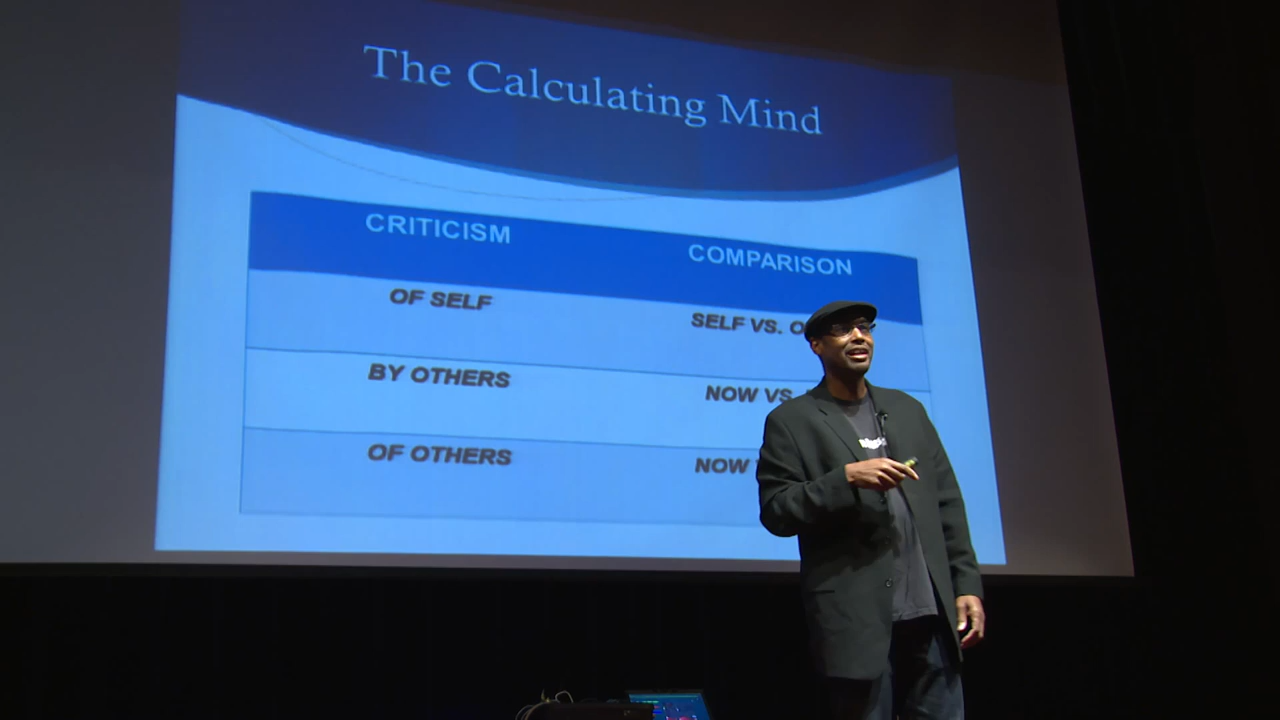 The Calculating Mind
CRITICISM COMPARISON
OF SELF SELF VS.
BY OTHERS NOW VS.
OF OTHERS NOW